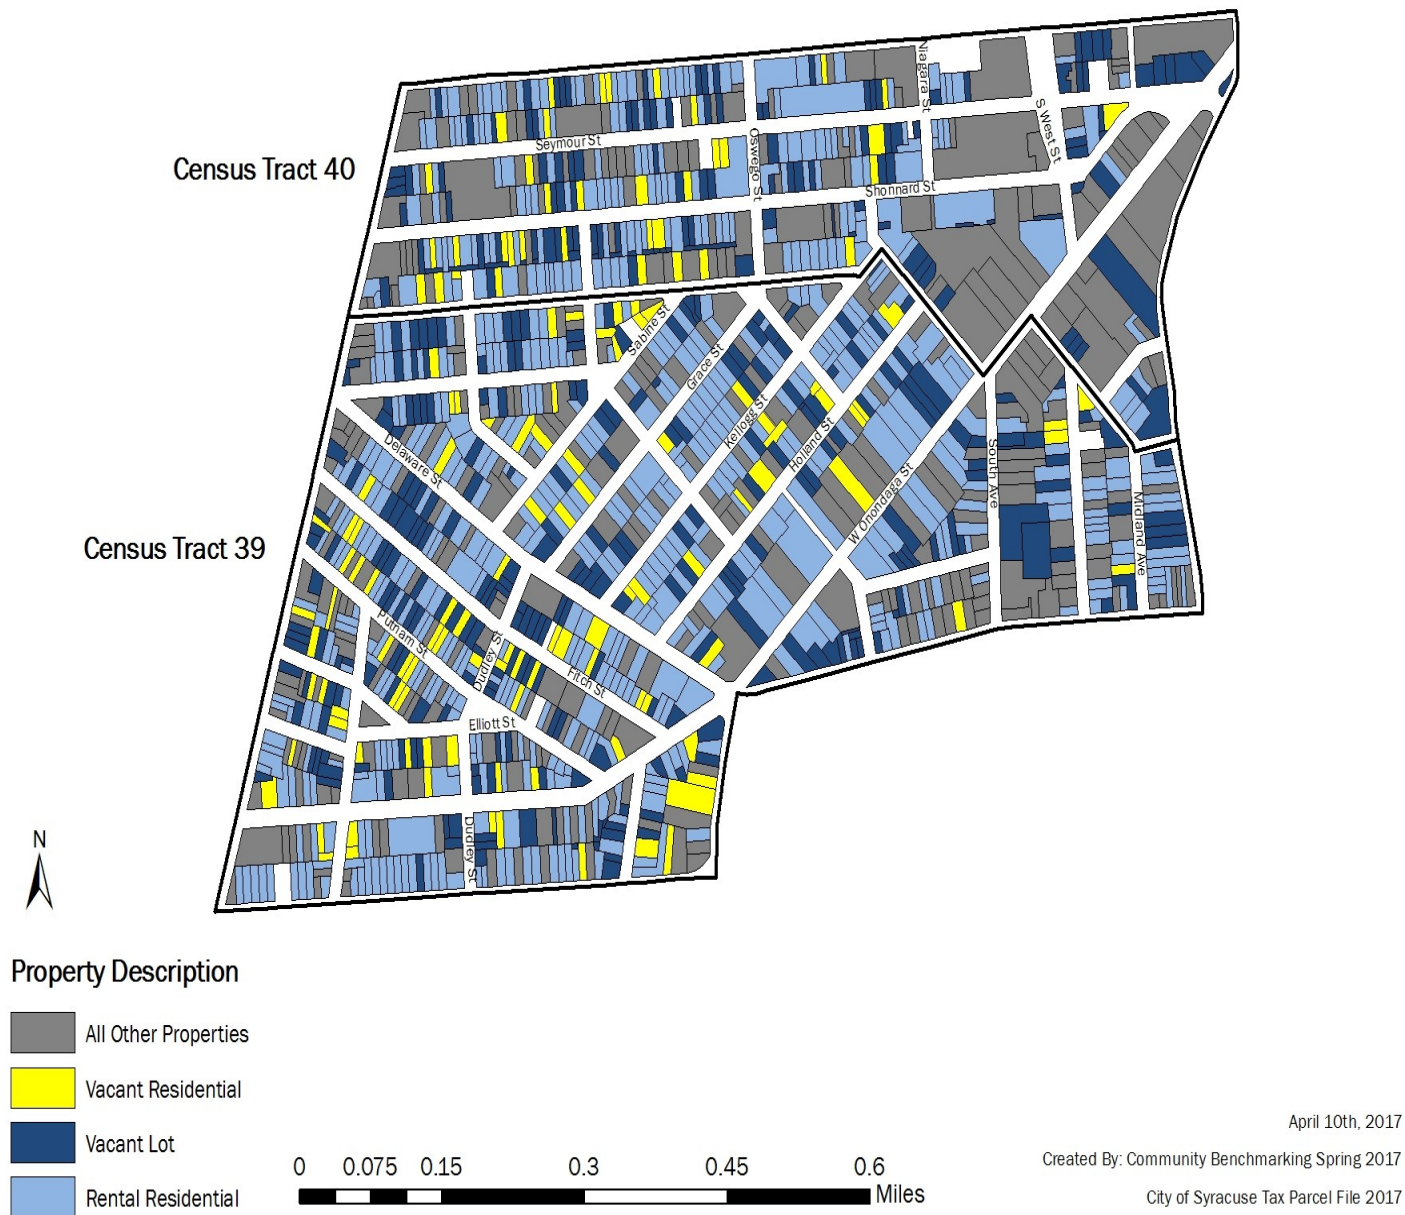 Niagara St
S West St
Seymour St
Oswego St
Census Tract 40
Shonnard St
Sabine St
Grace St
Kellogg St
Holland St
Delaware St
W Onondaga St
South Ave
Midland Ave
Census Tract 39
Putnam St
Dudley St
Fitch St
Elliott St
Dudley St
N
Property Description
All Other Properties
Vacant Residential
Vacant Lot
Rental Residential
0 0.075 0.15 0.3 0.45 0.6
Miles
April 10th, 2017
Created By: Community Benchmarking Spring 2017
City of Syracuse Tax Parcel File 2017